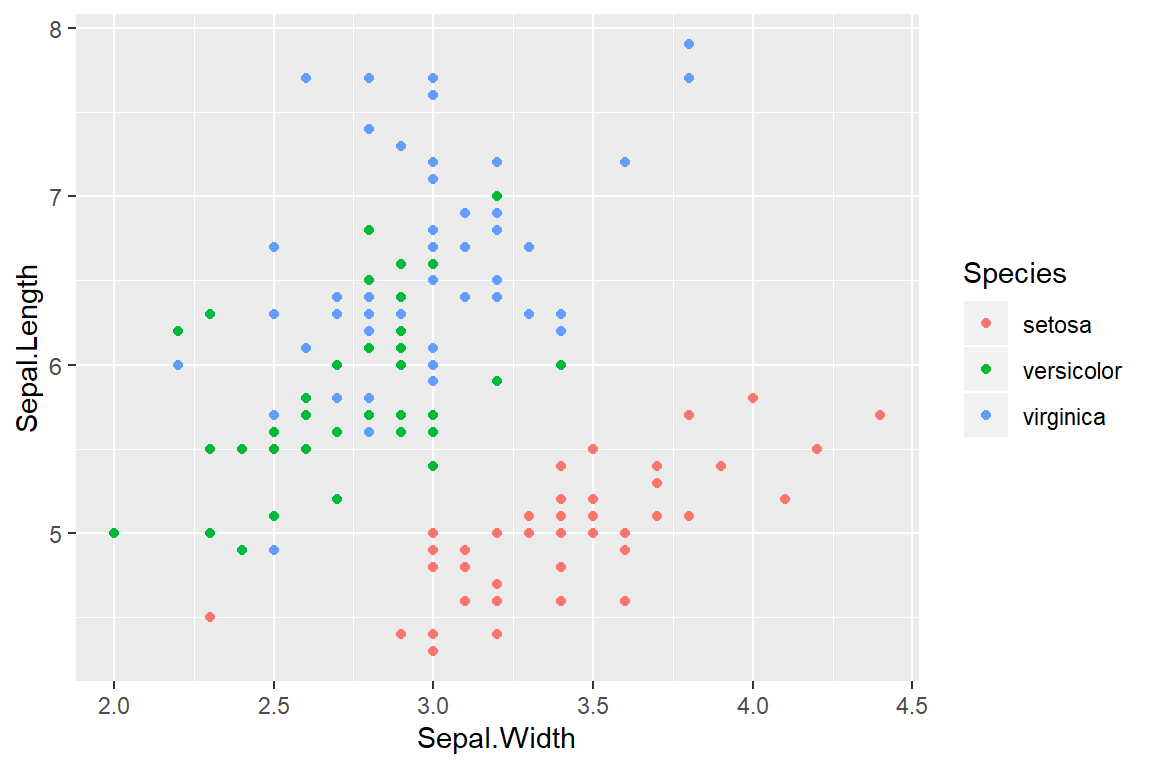 8
7
6
5
Sepal.Length
2.0 2.5 3.0 3.5 4.0 4.5
Sepal.Width
Species
setosa
versicolor
virginica